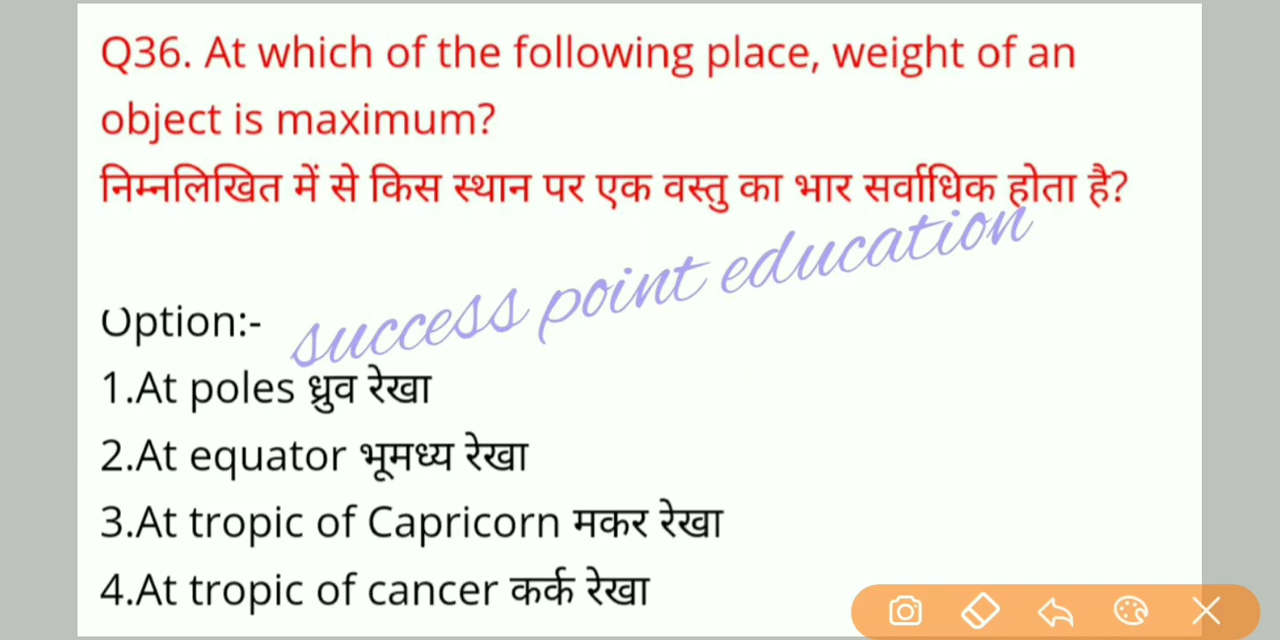 Q36. At which of the following place, weight of an
object is maximum?
निम्नलिखित में से किस स्थान पर एक वस्तु का भार सर्वाधिक होता है?
success point education
Option:-
1.At poles ध्रुव रेखा
2.At equator भूमध्य रेखा
3.At tropic of Capricorn मकर रेखा
4.At tropic of cancer कर्क रेखा